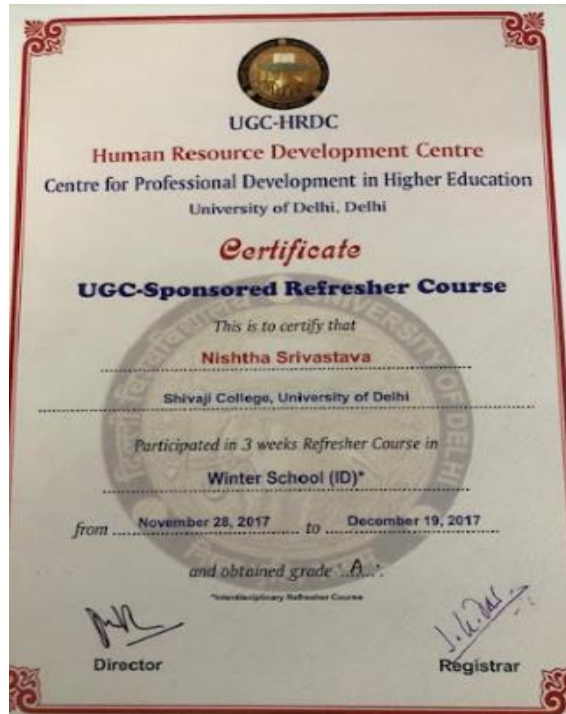 UGC-HRDC
Human Resource Development Centre
Centre for Professional Development in Higher Education
University of Delhi, Delhi
Certificate
UGC-Sponsored Refresher Course
This is to certify that
Nishtha Srivastava
Shivaji College, University of Delhi
Participated in 3 weeks Refresher Course in
Winter School (ID)*
from November 28, 2017 to December 19, 2017
and obtained grade 'A'.
*Interdisciplinary Refresher Course
Director Registrar
UNIVERSITY OF DELHI